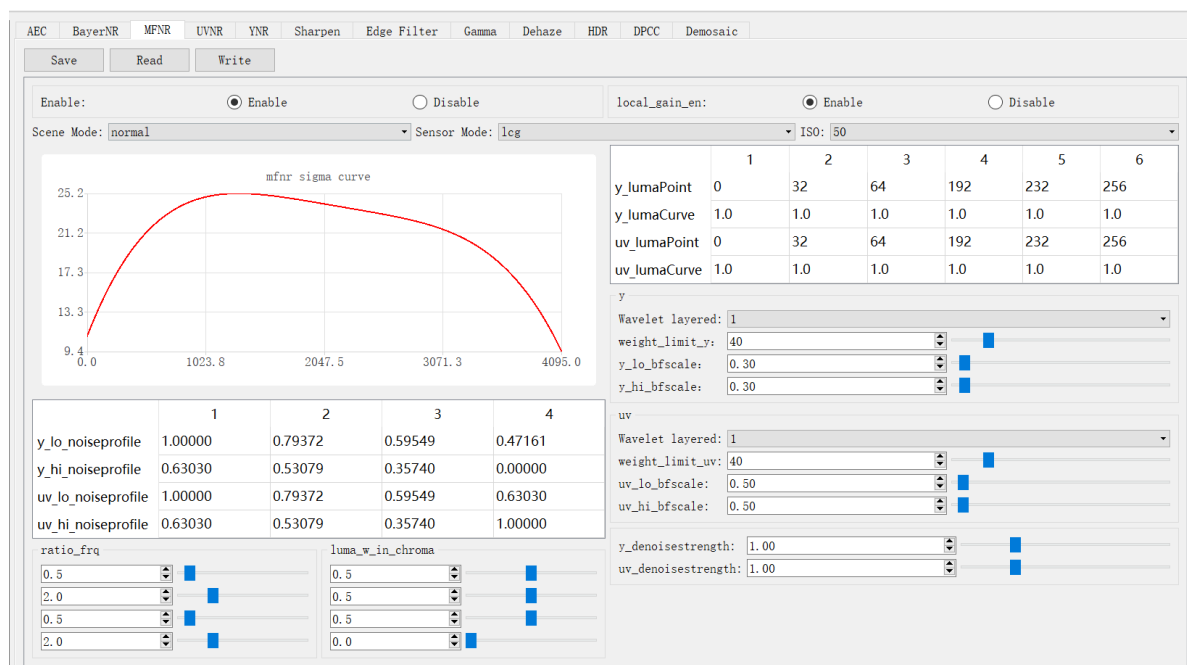 AEC BayerNR MFNR UVNR YNR Sharpen Edge Filter Gamma Dehaze HDR DPCC Demosaic
Save Read Write
Enable: Enable Disable local_gain_en: Enable Disable
Scene Mode: normal Sensor Mode: lcg ISO: 50
mfnr sigma curve
25.2
21.2
17.3
13.3
9.4
0.0 1023.8 2047.5 3071.3 4095.0
1 2 3 4 5 6
y_lumaPoint 0 32 64 192 232 256
y_lumaCurve 1.0 1.0 1.0 1.0 1.0 1.0
uv_lumaPoint 0 32 64 192 232 256
uv_lumaCurve 1.0 1.0 1.0 1.0 1.0 1.0
y
Wavelet layered: 1
weight_limit_y: 40
y_lo_bfscale: 0.30
y_hi_bfscale: 0.30
1 2 3 4
y_lo_noiseprofile 1.00000 0.79372 0.59549 0.47161
y_hi_noiseprofile 0.63030 0.53079 0.35740 0.00000
uv_lo_noiseprofile 1.00000 0.79372 0.59549 0.63030
uv_hi_noiseprofile 0.63030 0.53079 0.35740 1.00000
uv
Wavelet layered: 1
weight_limit_uv: 40
uv_lo_bfscale: 0.50
uv_hi_bfscale: 0.50
ratio_frq
0.5
2.0
0.5
2.0
luma_w_in_chroma
0.5
0.5
0.5
0.0
y_denoisestrength: 1.00
uv_denoisestrength: 1.00